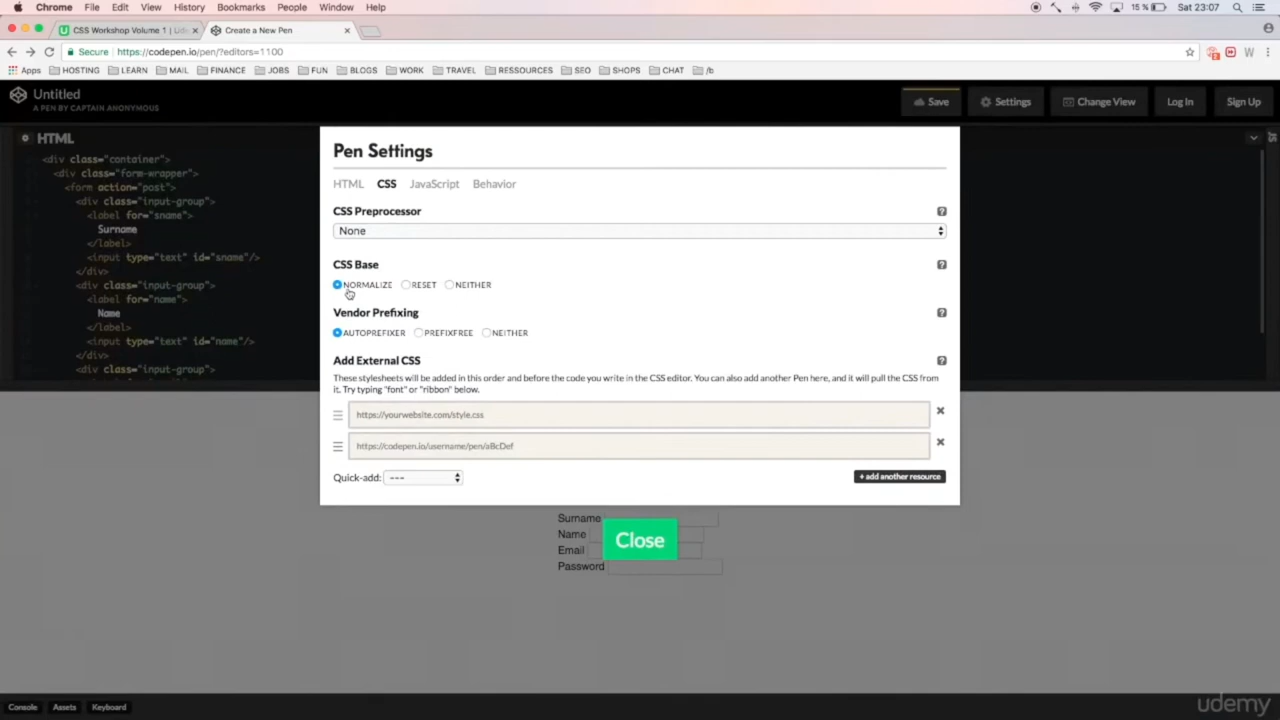 Chrome File Edit View History Bookmarks People Window Help 15 % Sat 23:07
CSS Workshop Volume 1 | Ude Create a New Pen
Secure https://codepen.io/pen/?editors=1100
Apps HOSTING LEARN MAIL FINANCE JOBS FUN BLOGS WORK TRAVEL RESSOURCES SEO SHOPS CHAT /b
Untitled
A PEN BY CAPTAIN ANONYMOUS
Save Settings Change View Log In Sign Up
HTML
JS
<div class="container">
<div class="form-wrapper">
<form action="post">
<div class="input-group">
<label for="sname">
Surname
</label>
<input type="text" id="sname"/>
</div>
<div class="input-group">
<label for="name">
Name
</label>
<input type="text" id="name"/>
</div>
<div class="input-group">
Pen Settings
HTML CSS JavaScript Behavior
CSS Preprocessor
None
CSS Base
NORMALIZE RESET NEITHER
Vendor Prefixing
AUTOPREFIXER PREFIXFREE NEITHER
Add External CSS
These stylesheets will be added in this order and before the code you write in the CSS editor. You can also add another Pen here, and it will pull the CSS from
it. Try typing "font" or "ribbon" below.
https://yourwebsite.com/style.css
https://codepen.io/username/pen/aBcDef
Quick-add: --- + add another resource
Close
Surname
Name
Email
Password
Console Assets Keyboard
udemy